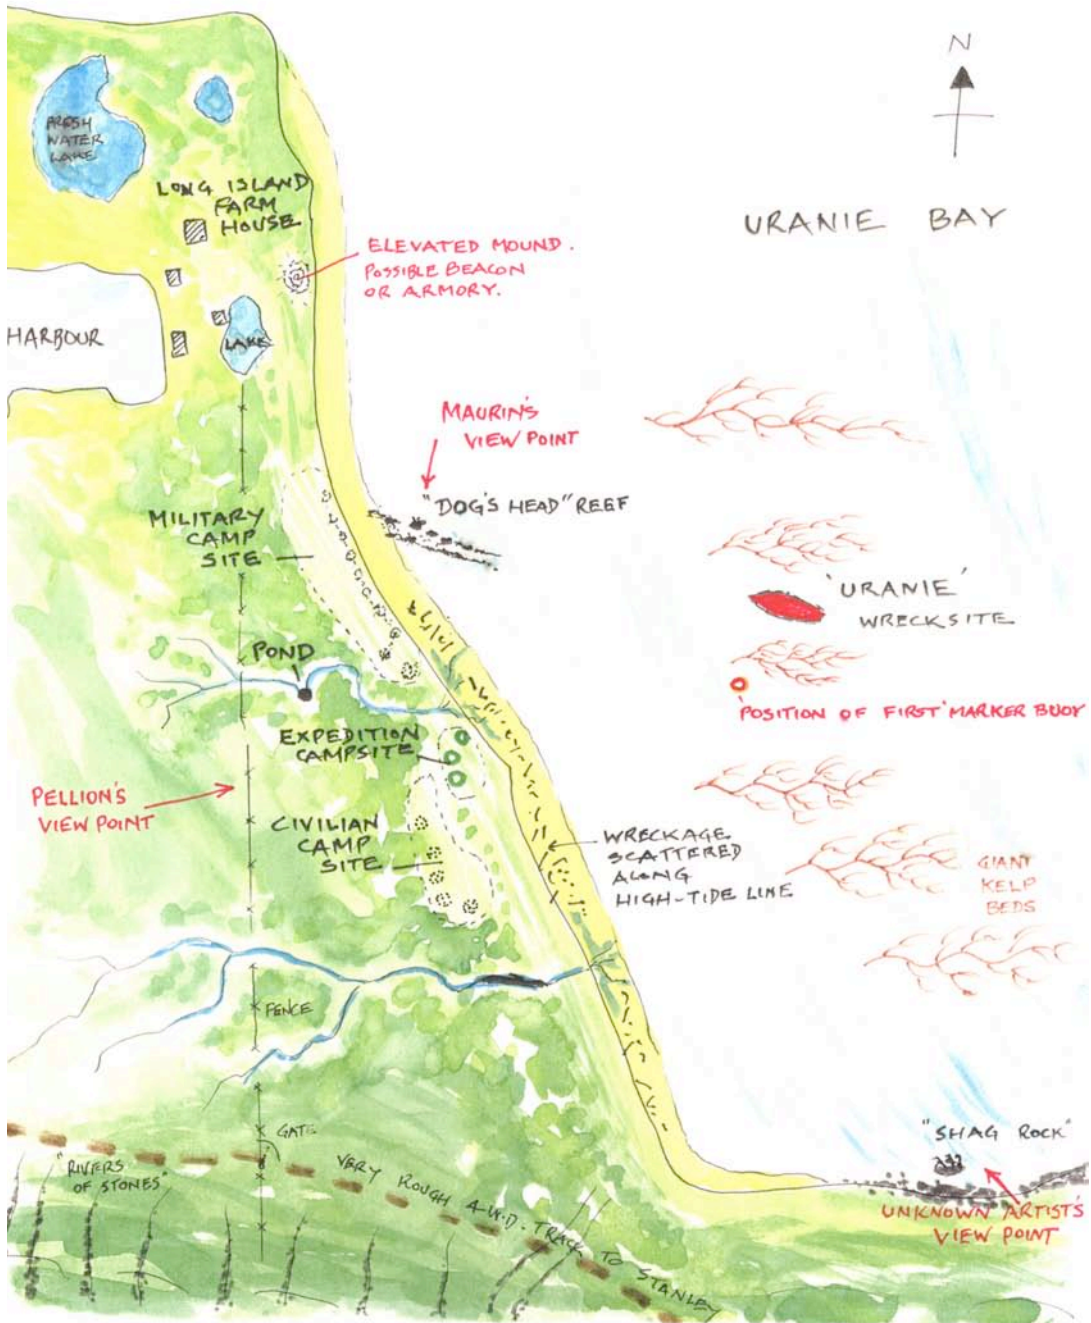 N
FRESH
WATER
LAKE
LONG ISLAND
FARM
HOUSE
URANIE BAY
ELEVATED MOUND.
POSSIBLE BEACON
OR ARMORY.
HARBOUR
LAKE
MAURIN'S
VIEW POINT
"DOG'S HEAD" REEF
MILITARY
CAMP
SITE
'URANIE'
WRECKSITE
POND
'POSITION OF FIRST' MARKER BUOY
EXPEDITION
CAMPSITE
PELLION'S
VIEW POINT
CIVILIAN
CAMP
SITE
WRECKAGE
SCATTERED
ALONG
HIGH-TIDE LINE
GIANT
KELP
BEDS
FENCE
GATE
"SHAG ROCK"
"RIVERS
OF STONES"
VERY ROUGH 4.W.D. TRACK TO STANLEY
UNKNOWN ARTIST'S
VIEW POINT